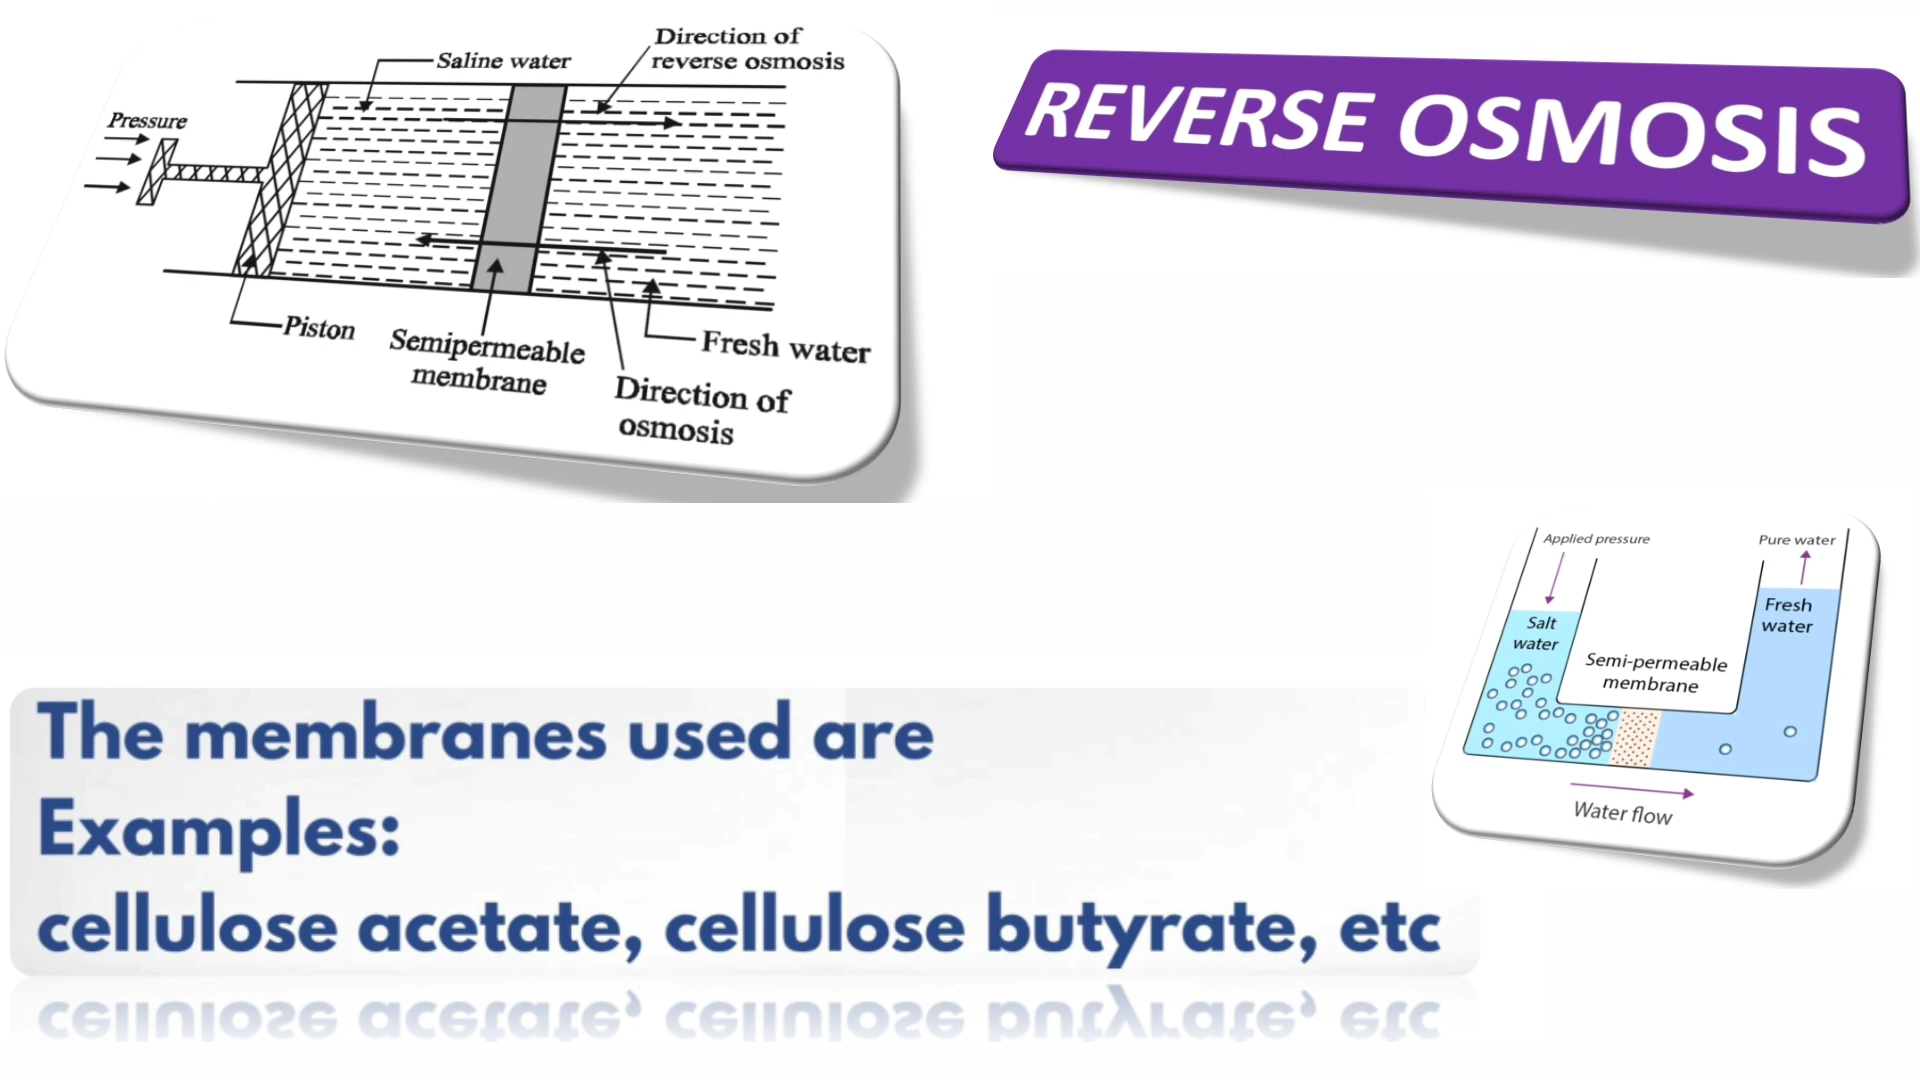 REVERSE OSMOSIS
Direction of
reverse osmosis
Saline water
Pressure
Piston
Semipermeable
membrane
Fresh water
Direction of
osmosis
Applied pressure
Pure water
Salt
water
Fresh
water
Semi-permeable
membrane
Water flow
The membranes used are
Examples:
cellulose acetate, cellulose butyrate, etc